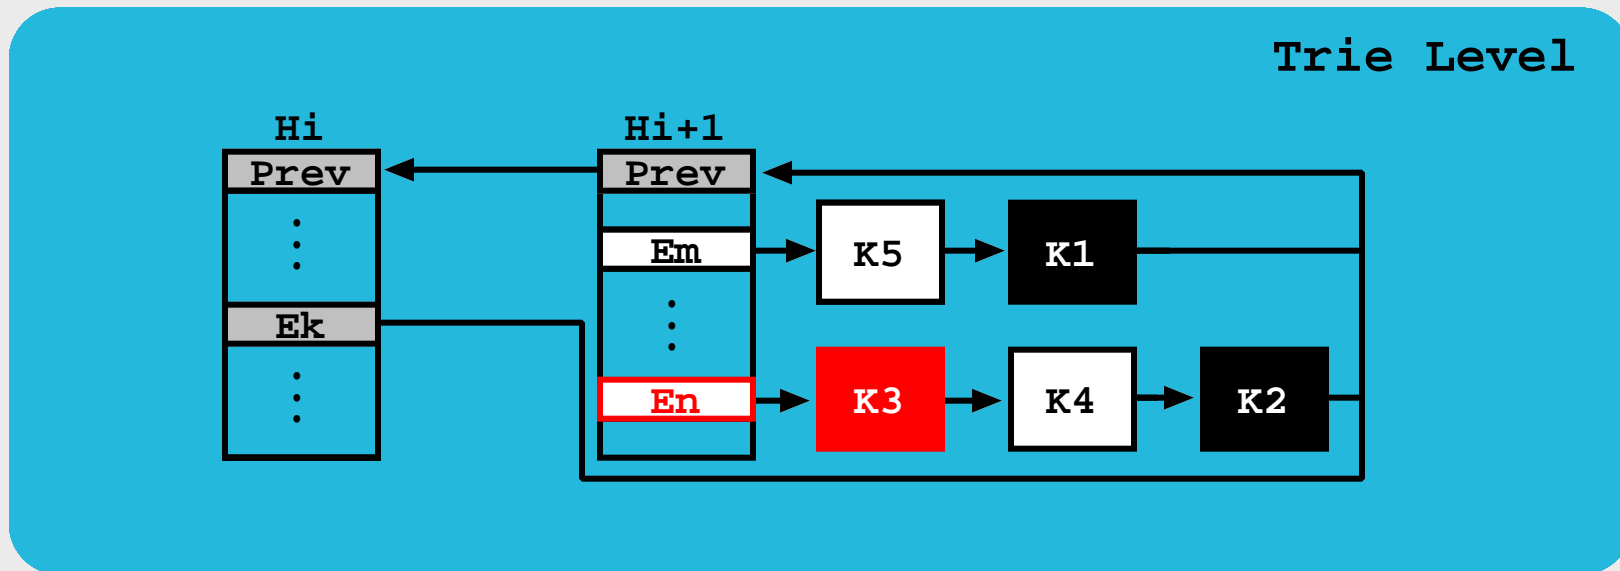 Trie Level
Hi
Hi+1
Prev
Prev
Em
K5
K1
Ek
En
K3
K4
K2